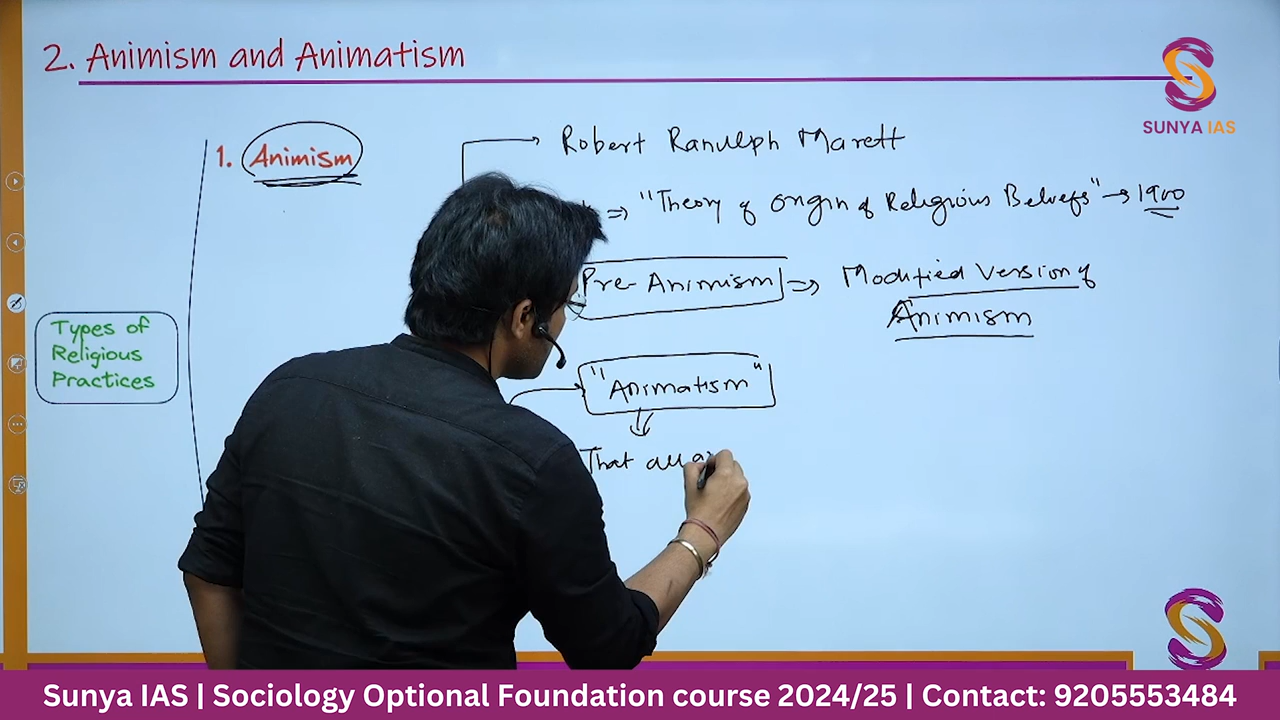 2. Animism and Animatism
SUNYA IAS
1. Animism
Robert Ranulph Marett
⇒ "Theory of origin of Religious Beliefs" → 1900
Pre-Animism ⇒ Modified Version of
Animism
Types of
Religious
Practices
"Animatism"
That all
Sunya IAS | Sociology Optional Foundation course 2024/25 | Contact: 9205553484